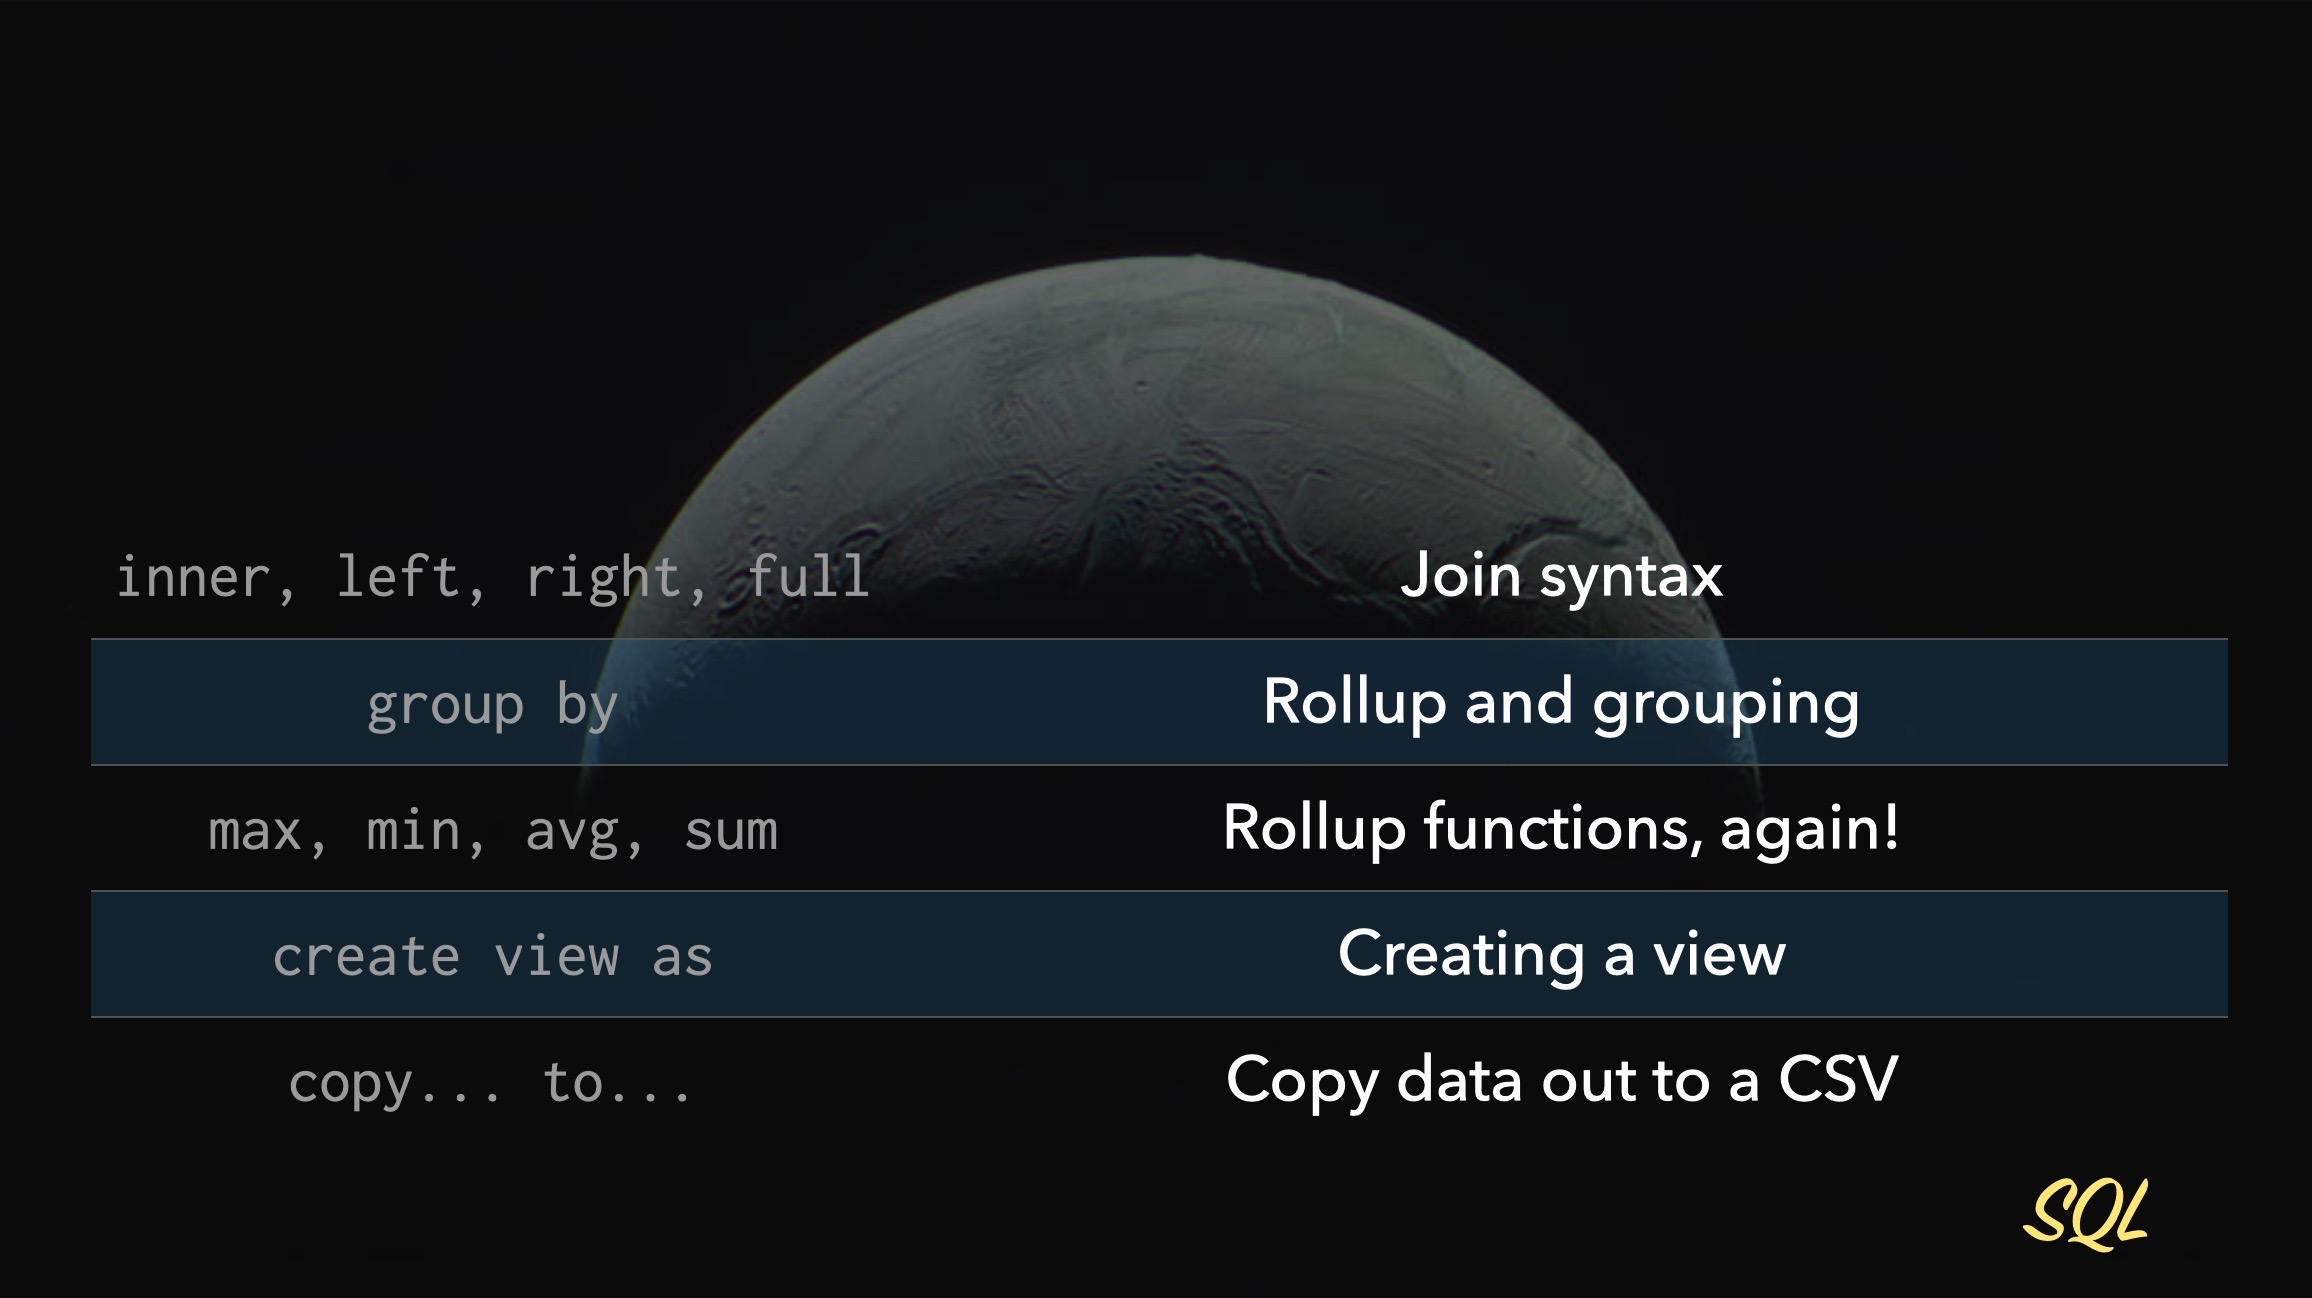 inner, left, right, full Join syntax
group by Rollup and grouping
max, min, avg, sum Rollup functions, again!
create view as Creating a view
copy... to... Copy data out to a CSV
SQL